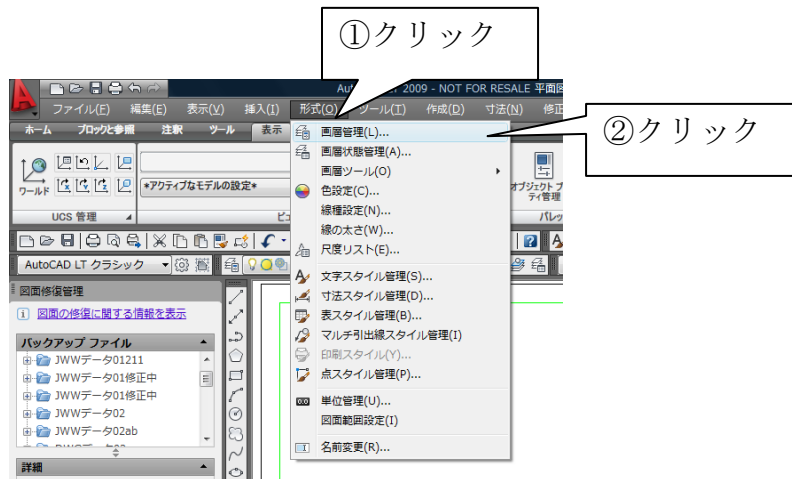 ①クリック
2009 - NOT FOR RESALE 平面図
ファイル(F) 編集(E) 表示(V) 挿入(I) 形式(O) ツール(T) 作成(D) 寸法(N) 修正
ホーム ブロックと参照 注釈 ツール 表示
②クリック
画層管理(L)...
画層状態管理(A)...
画層ツール(O)
色設定(C)...
線種設定(N)...
線の太さ(W)...
尺度リスト(E)...
文字スタイル管理(S)...
寸法スタイル管理(D)...
表スタイル管理(B)...
マルチ引出線スタイル管理(I)
印刷スタイル(Y)...
点スタイル管理(P)...
単位管理(U)...
図面範囲設定(I)
名前変更(R)...
ワールド
*アクティブなモデルの設定*
オブジェクト プ
ティ管理
UCS 管理
ビュ
パレッ
AutoCAD LT クラシック
図面修復管理
図面の修復に関する情報を表示
バックアップ ファイル
JWWデータ01211
JWWデータ01修正中
JWWデータ01修正中
JWWデータ02
JWWデータ02ab
詳細